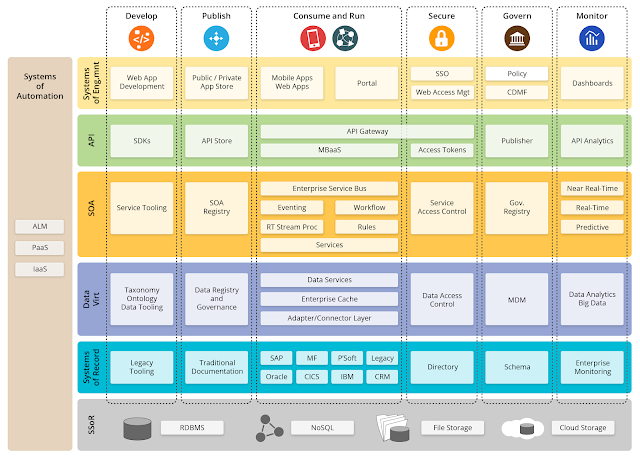 Develop
Publish
Consume and Run
Secure
Govern
Monitor
Systems
of
Automation
ALM
PaaS
IaaS
Systems
of Eng.mnt
Web App
Development
Public / Private
App Store
Mobile Apps
Web Apps
Portal
SSO
Web Access Mgt
Policy
CDMF
Dashboards
API
SDKs
API Store
API Gateway
MBaaS
Access Tokens
Publisher
API Analytics
SOA
Service Tooling
SOA
Registry
Enterprise Service Bus
Eventing
Workflow
RT Stream Proc
Rules
Services
Service
Access Control
Gov.
Registry
Near Real-Time
Real-Time
Predictive
Data
Virt
Taxonomy
Ontology
Data Tooling
Data Registry
and
Governance
Data Services
Enterprise Cache
Adapter/Connector Layer
Data Access
Control
MDM
Data Analytics
Big Data
Systems
of Record
Legacy
Tooling
Traditional
Documentation
SAP
MF
P'Soft
Legacy
Oracle
CICS
IBM
CRM
Directory
Schema
Enterprise
Monitoring
SSoR
RDBMS
NoSQL
File Storage
Cloud Storage